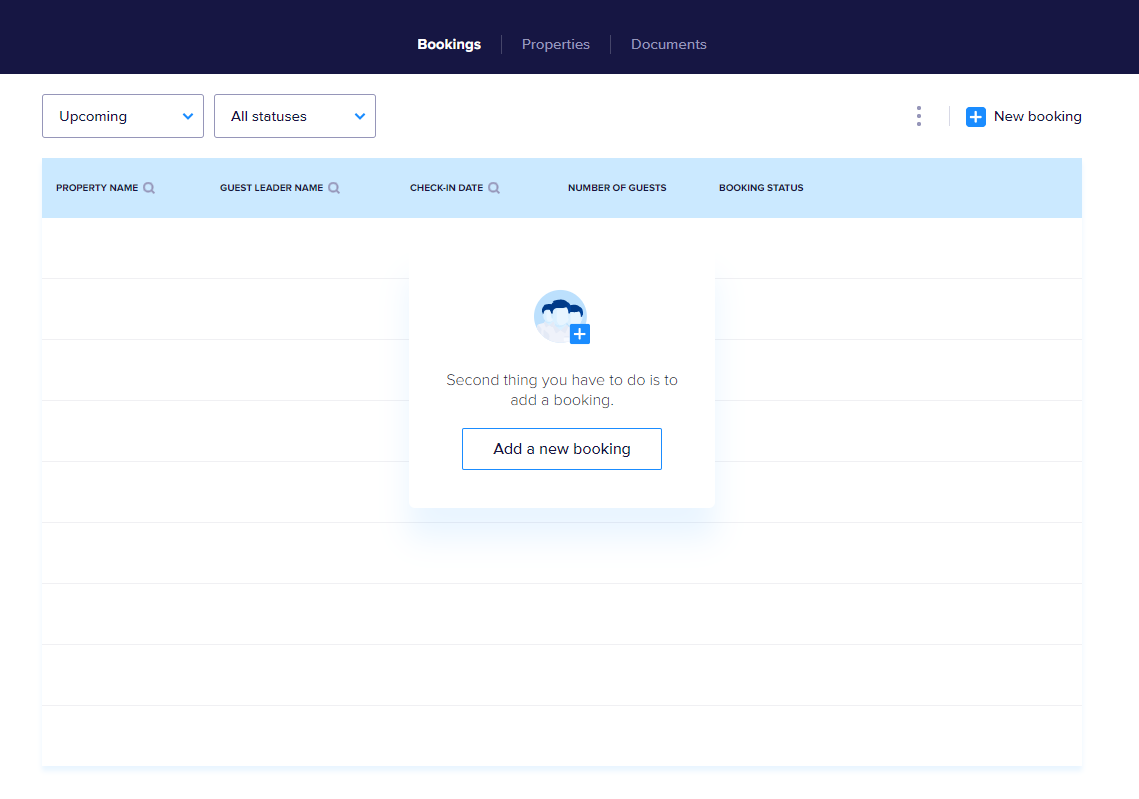 Bookings Properties Documents
Upcoming All statuses New booking
PROPERTY NAME GUEST LEADER NAME CHECK-IN DATE NUMBER OF GUESTS BOOKING STATUS
Second thing you have to do is to
add a booking.
Add a new booking